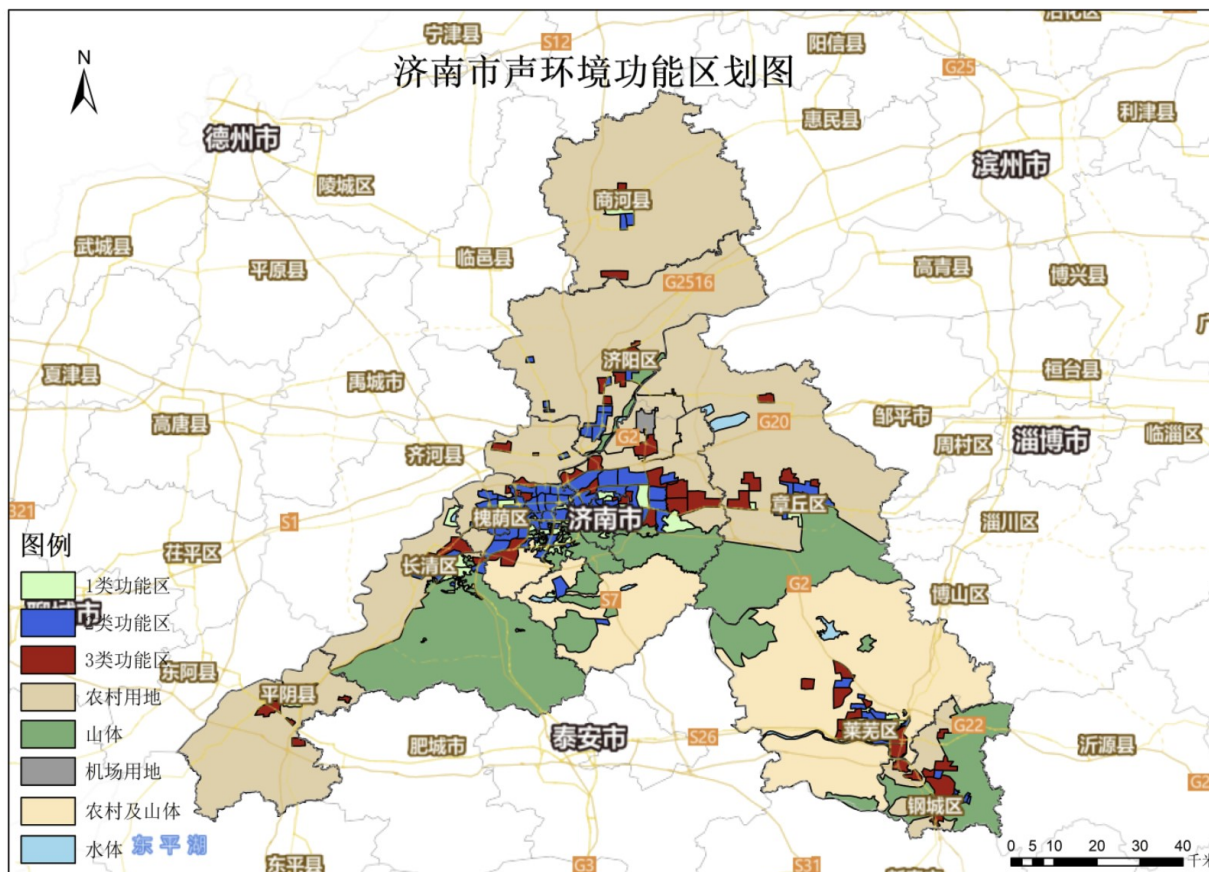 宁津县
S12
阳信县
沾化区
N
济南市声环境功能区划图
G25
德州市
惠民县
利津县
陵城区
滨州市
商河县
武城县
平原县
临邑县
高青县
博兴县
G2516
济阳区
夏津县
禹城市
桓台县
高唐县
邹平市
G20
G2
周村区
淄博市
临淄区
齐河县
S1
槐荫区
济南市
章丘区
淄川区
图例
茌平区
长清区
G2
博山区
1类功能区
S7
聊城市
类功能区
3类功能区
东阿县
农村用地
平阴县
莱芜区
G22
山体
肥城市
泰安市
S26
沂源县
机场用地
钢城区
农村及山体
水体
东平湖
东平县
G3
S31
0 5 10 20 30 40
千米